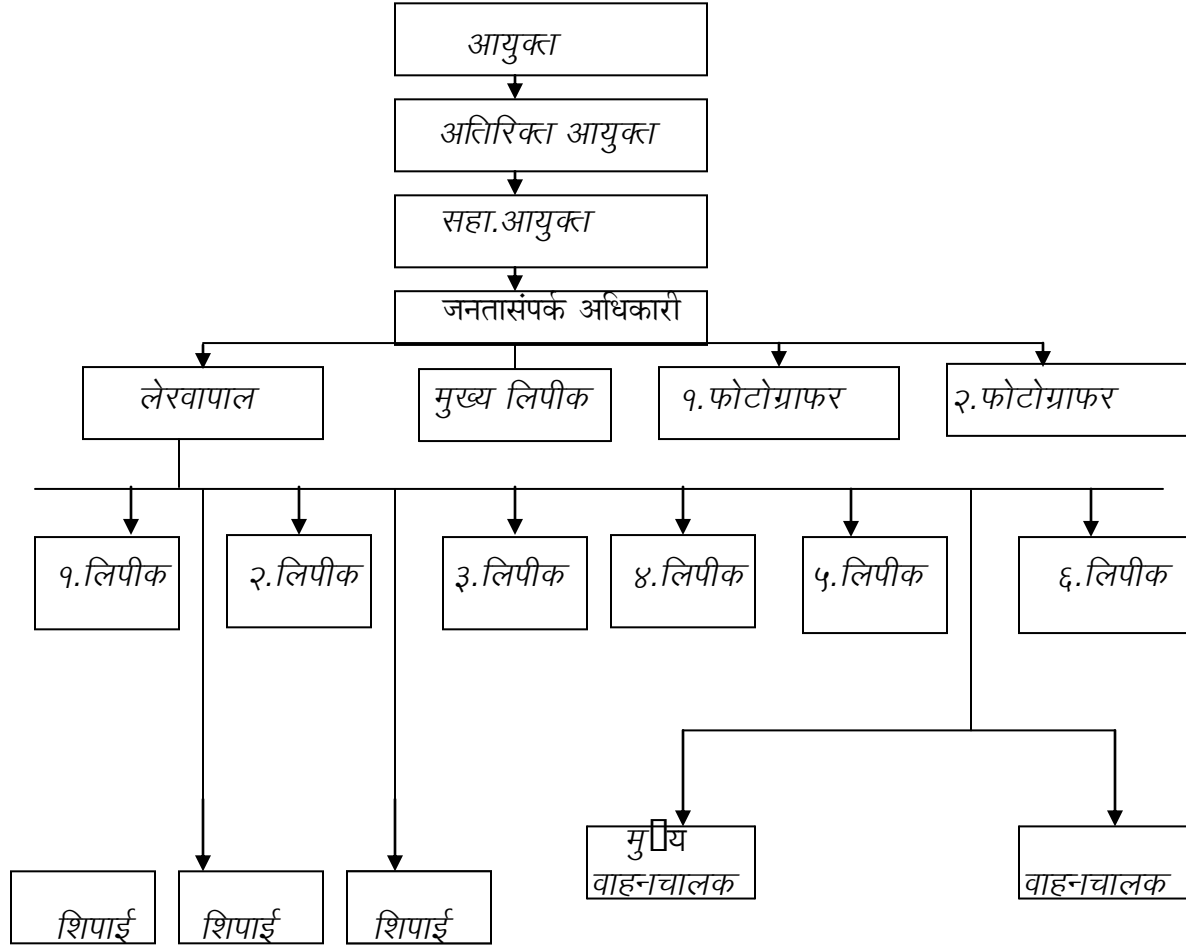 आयुक्त
अतिरिक्त आयुक्त
सहा.आयुक्त
जनतासंपर्क अधिकारी
लेरवापाल
मुख्य लिपीक
१.फोटोग्राफर
२.फोटोग्राफर
१.लिपीक
२.लिपीक
३.लिपीक
४.लिपीक
५.लिपीक
६.लिपीक
वाहनचालक
वाहनचालक
शिपाई
शिपाई
शिपाई